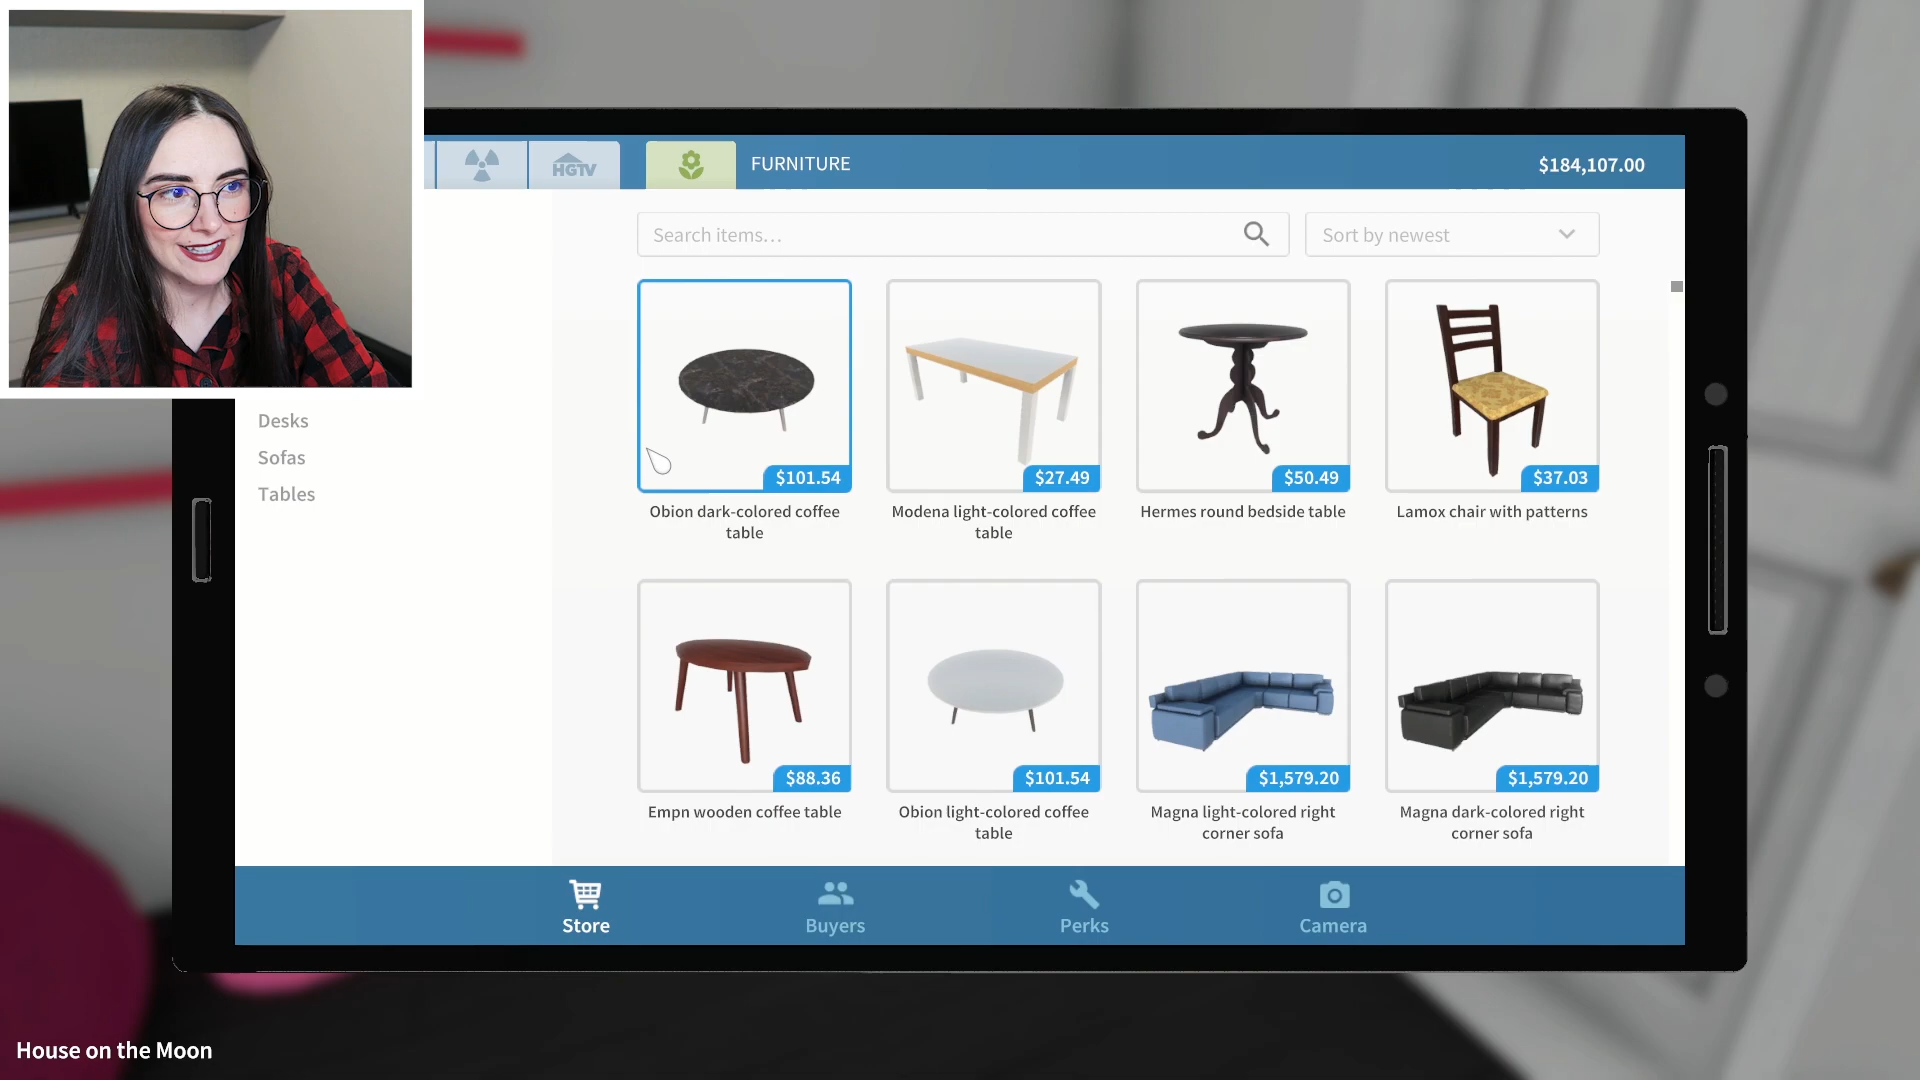 HGTV
FURNITURE
$184,107.00
Search items...
Sort by newest
Desks
Sofas
Tables
$101.54
$27.49
$50.49
$37.03
Obion dark-colored coffee
table
Modena light-colored coffee
table
Hermes round bedside table
Lamox chair with patterns
$88.36
$101.54
$1,579.20
$1,579.20
Empn wooden coffee table
Obion light-colored coffee
table
Magna light-colored right
corner sofa
Magna dark-colored right
corner sofa
Store
Buyers
Perks
Camera
House on the Moon